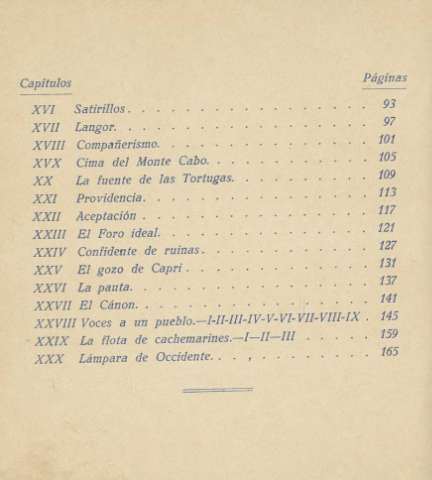 Capítulos Páginas
XVI Satirillos. . . . . . . . . . . . . . . . . . 93
XVII Langor. . . . . . . . . . . . . . . . . . . 97
XVIII Compañerismo. . . . . . . . . . . . . . . . 101
XVX Cima del Monte Cabo. . . . . . . . . . . . 105
XX La fuente de las Tortugas. . . . . . . . . . 109
XXI Providencia. . . . . . . . . . . . . . . . . 113
XXII Aceptación . . . . . . . . . . . . . . . . . 117
XXIII El Foro ideal. . . . . . . . . . . . . . . . 121
XXIV Confidente de ruinas . . . . . . . . . . . . 127
XXV El gozo de Capri . . . . . . . . . . . . . . 131
XXVI La pauta. . . . . . . . . . . . . . . . . . 137
XXVII El Cánon. . . . . . . . . . . . . . . . . . 141
XXVIII Voces a un pueblo.—I-II-III-IV-V-VI-VII-VIII-IX . 145
XXIX La flota de cachemarines.—I—II—III . . . . . 159
XXX Lámpara de Occidente. . . . . . . . . . . . 165